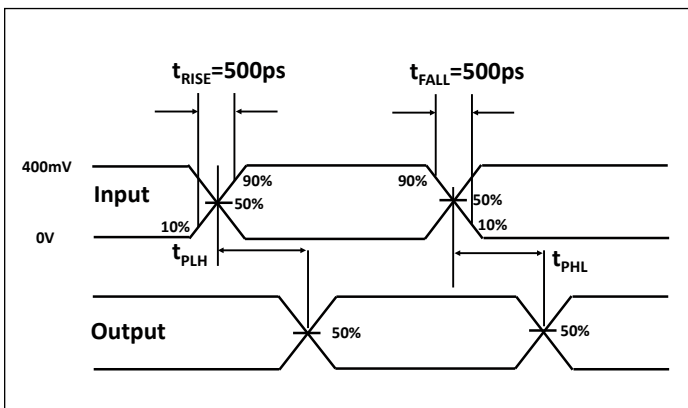 tRISE=500ps
tFALL=500ps
400mV
Input
90%
50%
10%
0V
90%
50%
10%
tPLH
tPHL
Output
50%
50%